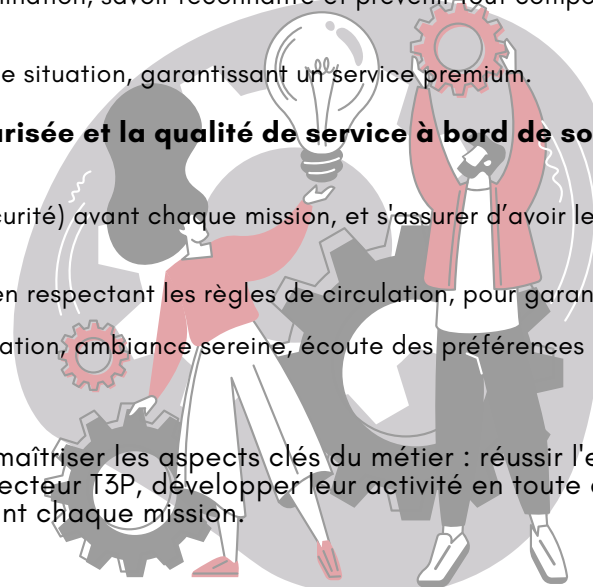 savoir reconnaître et prévenir tout
e situation, garantissant un service premium.
risée et la qualité de service à bord de so
curité) avant chaque mission, et s'assurer d'avoir le
en respectant les règles de circulation, pour garan
ation, ambiance sereine, écoute des préférences
maîtriser les aspects clés du métier : réussir l'e
ecteur T3P, développer leur activité en toute
nt chaque mission.